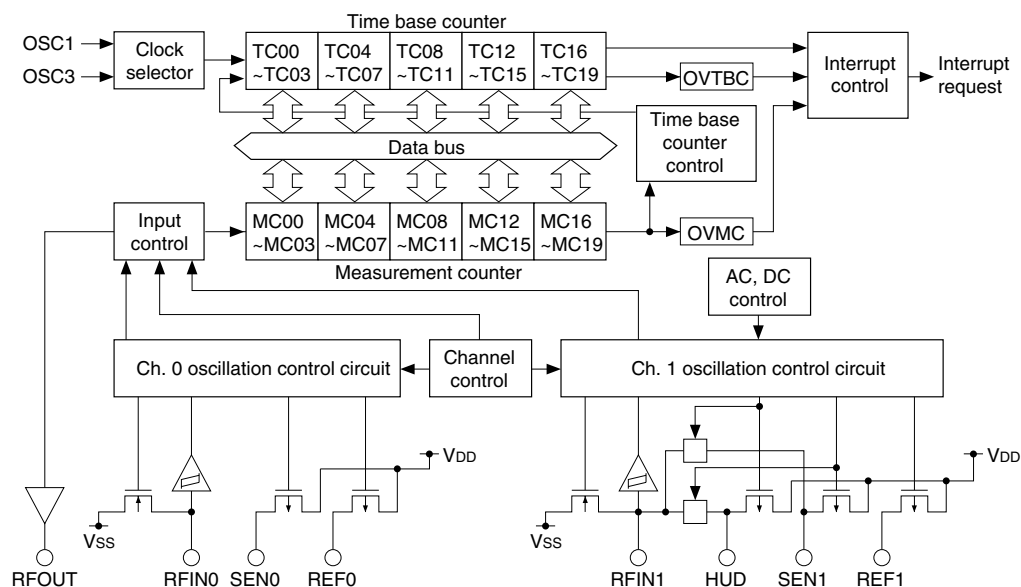 Time base counter
OSC1
OSC3
Clock
selector
TC00
~TC03
TC04
~TC07
TC08
~TC11
TC12
~TC15
TC16
~TC19
OVTBC
Interrupt
control
Interrupt
request
Data bus
Time base
counter
control
Input
control
MC00
~MC03
MC04
~MC07
MC08
~MC11
MC12
~MC15
MC16
~MC19
OVMC
Measurement counter
AC, DC
control
Ch. 0 oscillation control circuit
Channel
control
Ch. 1 oscillation control circuit
VDD
VDD
VSS
VSS
RFOUT
RFIN0
SEN0
REF0
RFIN1
HUD
SEN1
REF1